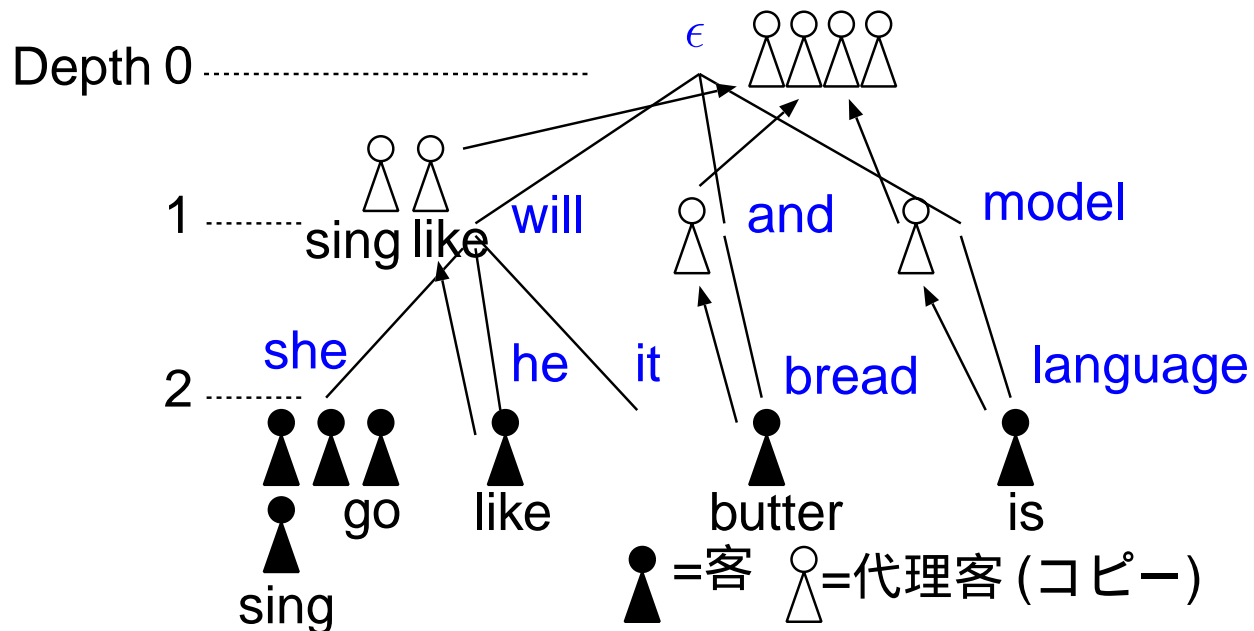 ϵ
Depth 0
1 will and model
sing like
she he it bread language
2
go like butter is
sing
=客 =代理客 (コピー)